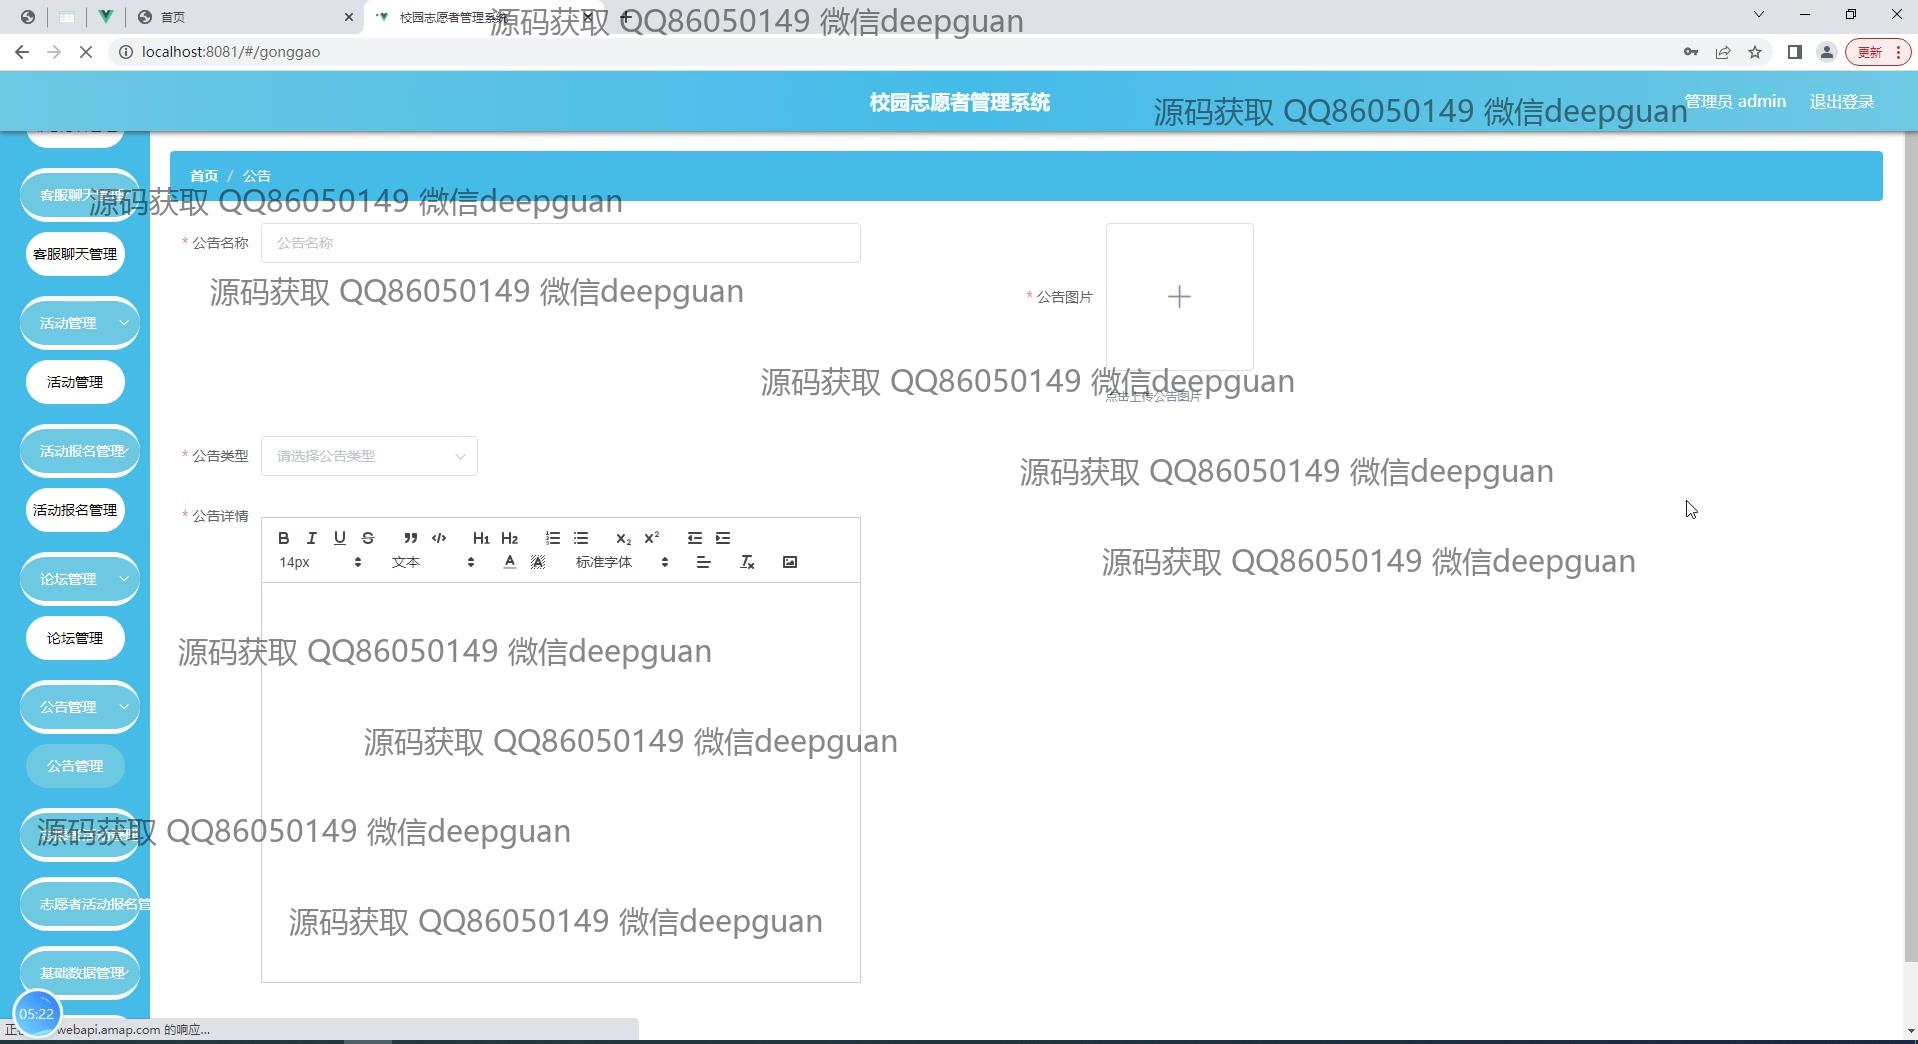 首页
校园志愿者管理系统
源码获取 QQ86050149 微信deepguan
localhost:8081/#/gonggao
更新
校园志愿者管理系统
源码获取 QQ86050149 微信deepguan
管理员 admin
退出登录
首页 / 公告
客服聊天管理
源码获取 QQ86050149 微信deepguan
* 公告名称
公告名称
客服聊天管理
源码获取 QQ86050149 微信deepguan
* 公告图片
活动管理
活动管理
源码获取 QQ86050149 微信deepguan
点击上传公告图片
活动报名管理
* 公告类型
请选择公告类型
源码获取 QQ86050149 微信deepguan
活动报名管理
* 公告详情
B I U S H1 H2 x₂ x²
14px 文本 A A 标准字体 Tx
源码获取 QQ86050149 微信deepguan
论坛管理
论坛管理
源码获取 QQ86050149 微信deepguan
公告管理
源码获取 QQ86050149 微信deepguan
公告管理
源码获取 QQ86050149 微信deepguan
志愿者活动报名管
源码获取 QQ86050149 微信deepguan
基础数据管理
05:22
webapi.amap.com 的响应...